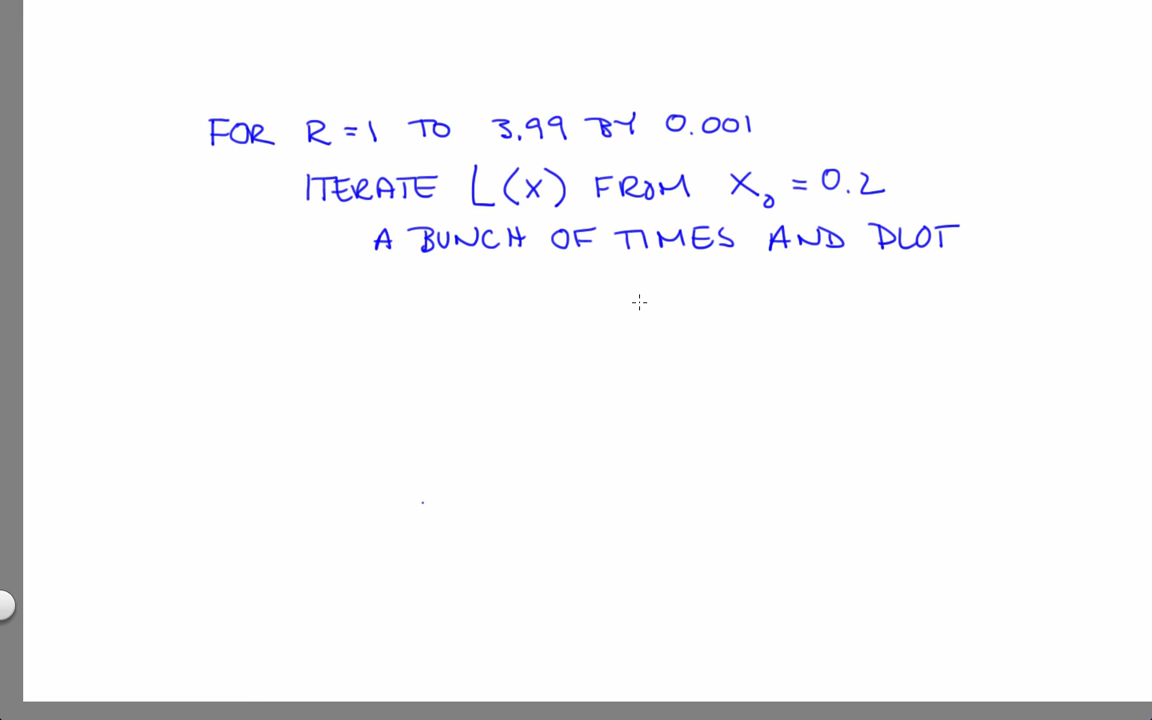 FOR R = 1 TO 3.99 BY 0.001
ITERATE L(X) FROM X₀ = 0.2
A BUNCH OF TIMES AND PLOT